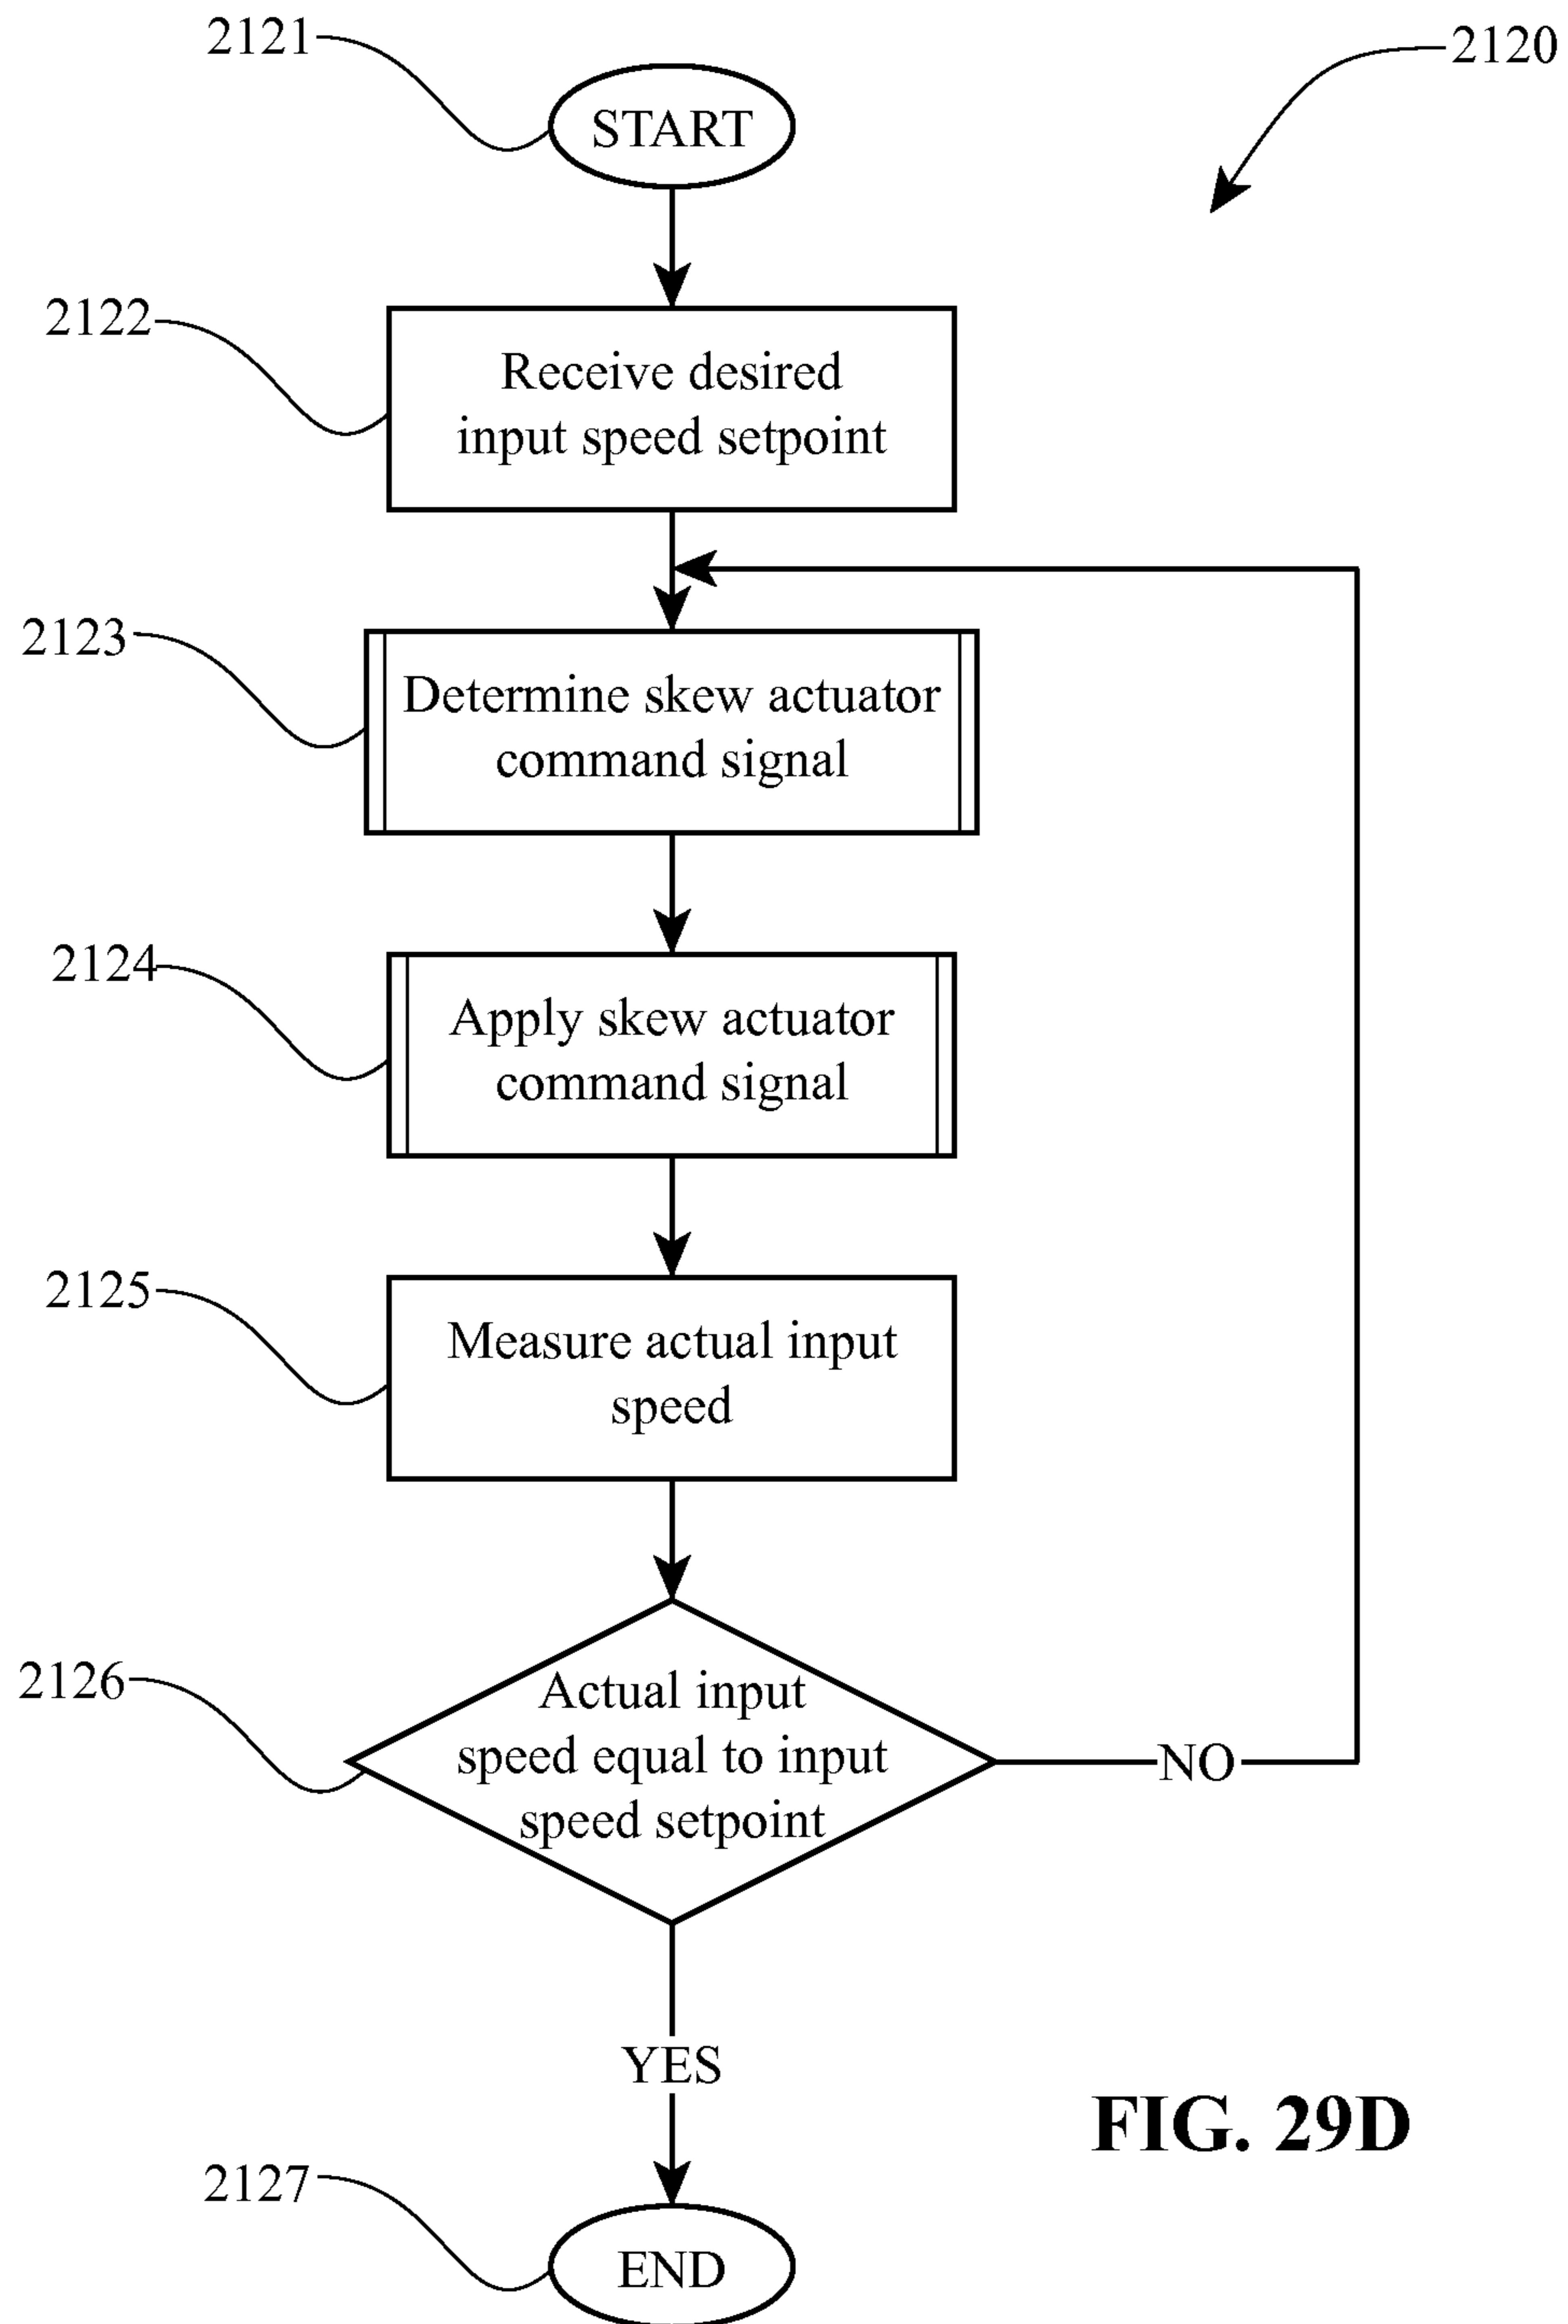 2121
2120
START
2122
Receive desired
input speed setpoint
2123
Determine skew actuator
command signal
2124
Apply skew actuator
command signal
2125
Measure actual input
speed
2126
Actual input
speed equal to input
speed setpoint
NO
YES
FIG. 29D
2127
END